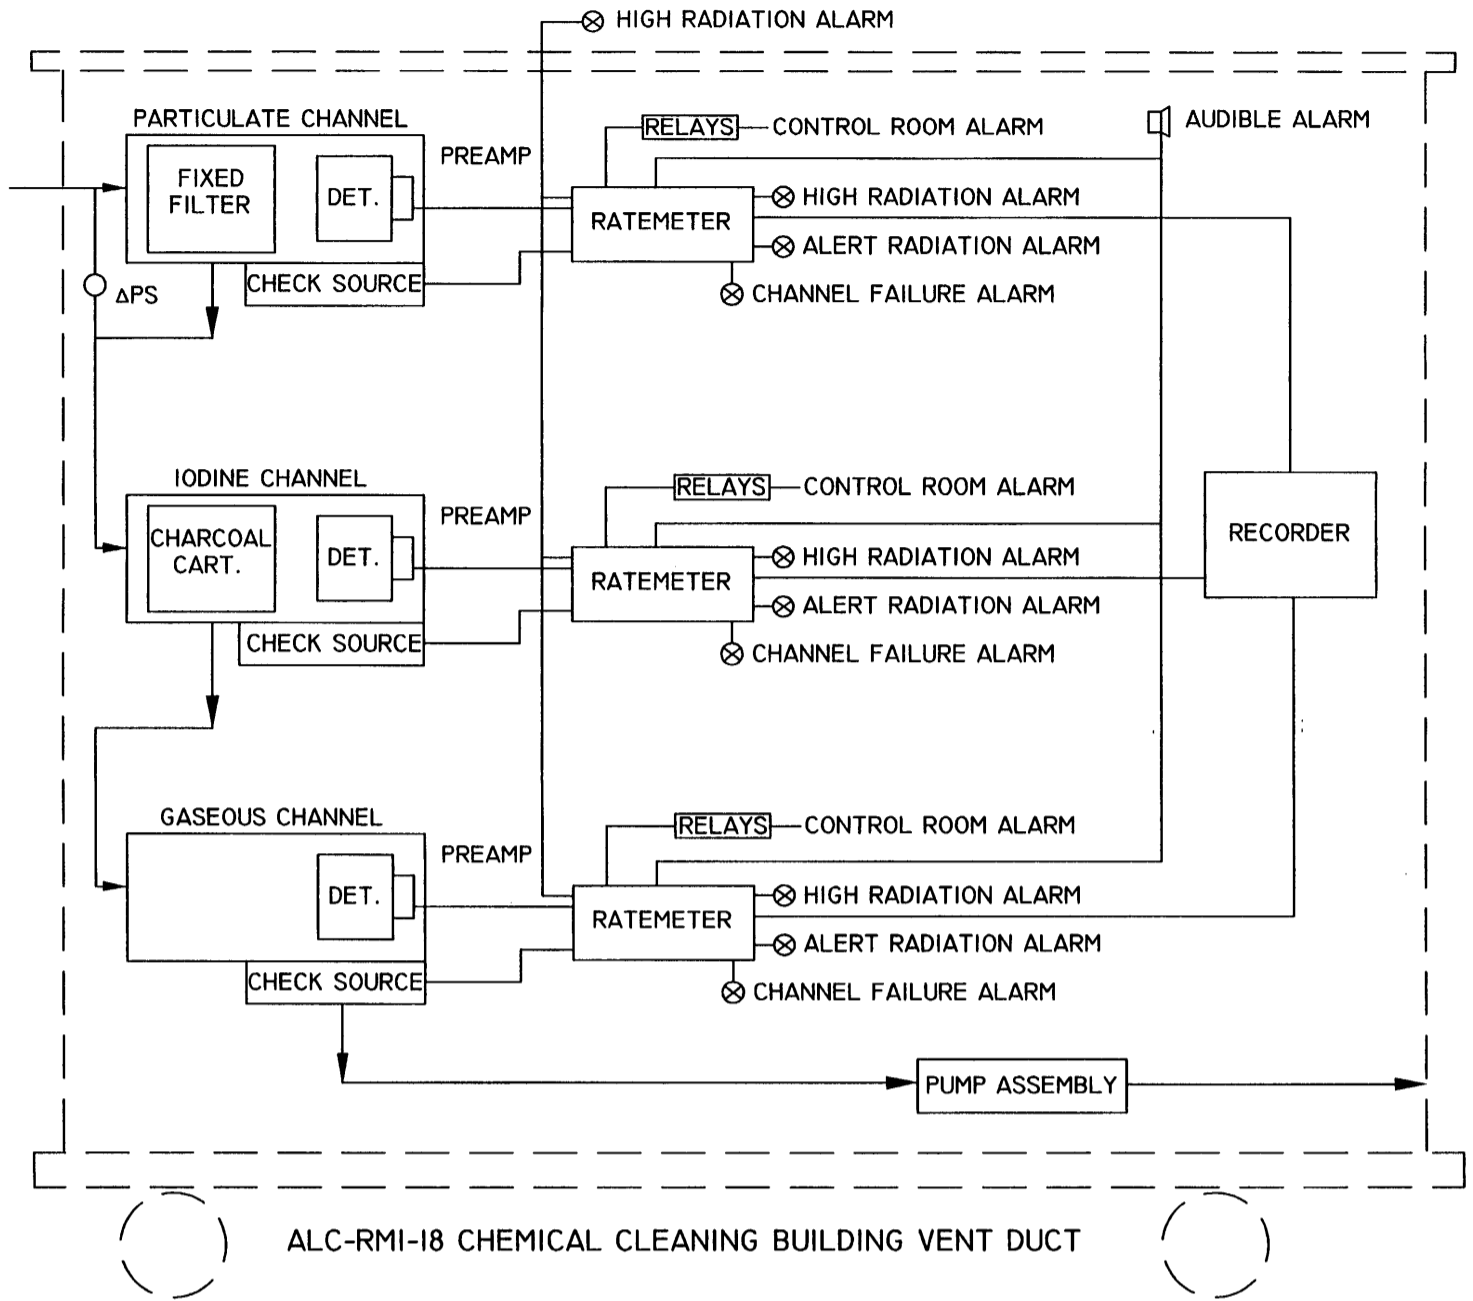 HIGH RADIATION ALARM
PARTICULATE CHANNEL
FIXED
FILTER
DET.
PREAMP
CHECK SOURCE
ΔPS
RELAYS
CONTROL ROOM ALARM
AUDIBLE ALARM
RATEMETER
HIGH RADIATION ALARM
ALERT RADIATION ALARM
CHANNEL FAILURE ALARM
IODINE CHANNEL
CHARCOAL
CART.
DET.
PREAMP
CHECK SOURCE
RELAYS
CONTROL ROOM ALARM
RATEMETER
HIGH RADIATION ALARM
ALERT RADIATION ALARM
CHANNEL FAILURE ALARM
RECORDER
GASEOUS CHANNEL
DET.
PREAMP
CHECK SOURCE
RELAYS
CONTROL ROOM ALARM
RATEMETER
HIGH RADIATION ALARM
ALERT RADIATION ALARM
CHANNEL FAILURE ALARM
PUMP ASSEMBLY
ALC-RMI-18 CHEMICAL CLEANING BUILDING VENT DUCT